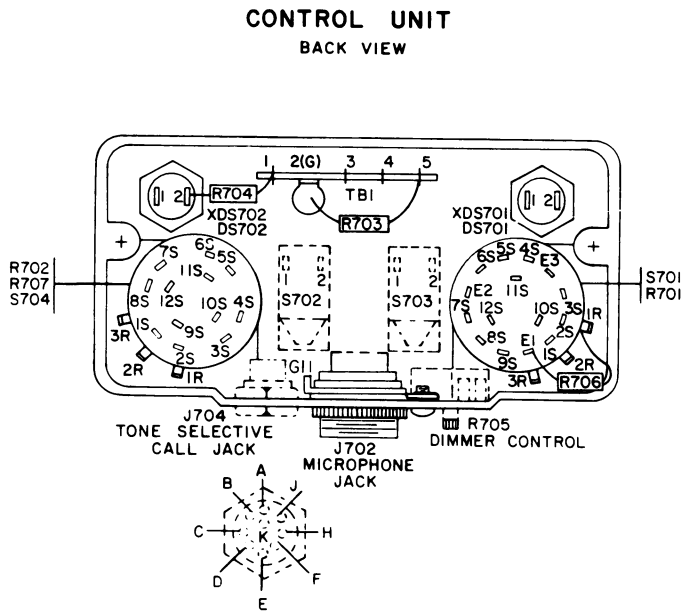 CONTROL UNIT
BACK VIEW
1 2(G) 3 4 5
TB1
1 2
R704
R703
1 2
XDS702
DS702
XDS701
DS701
R702
R707
S704
S701
R701
7S 6S 5S
11S
8S 12S 10S 4S
1S 9S
2S 3S
3R
2R
1R
1 2
S702
1 2
S703
6S 5S 4S E3
E2 11S
7S 12S 10S 3S
8S E1 2S
9S 1S
1R
2R
3R
R706
G11
J704
TONE SELECTIVE
CALL JACK
J702
MICROPHONE
JACK
R705
DIMMER CONTROL
A
B J
C K H
D F
E